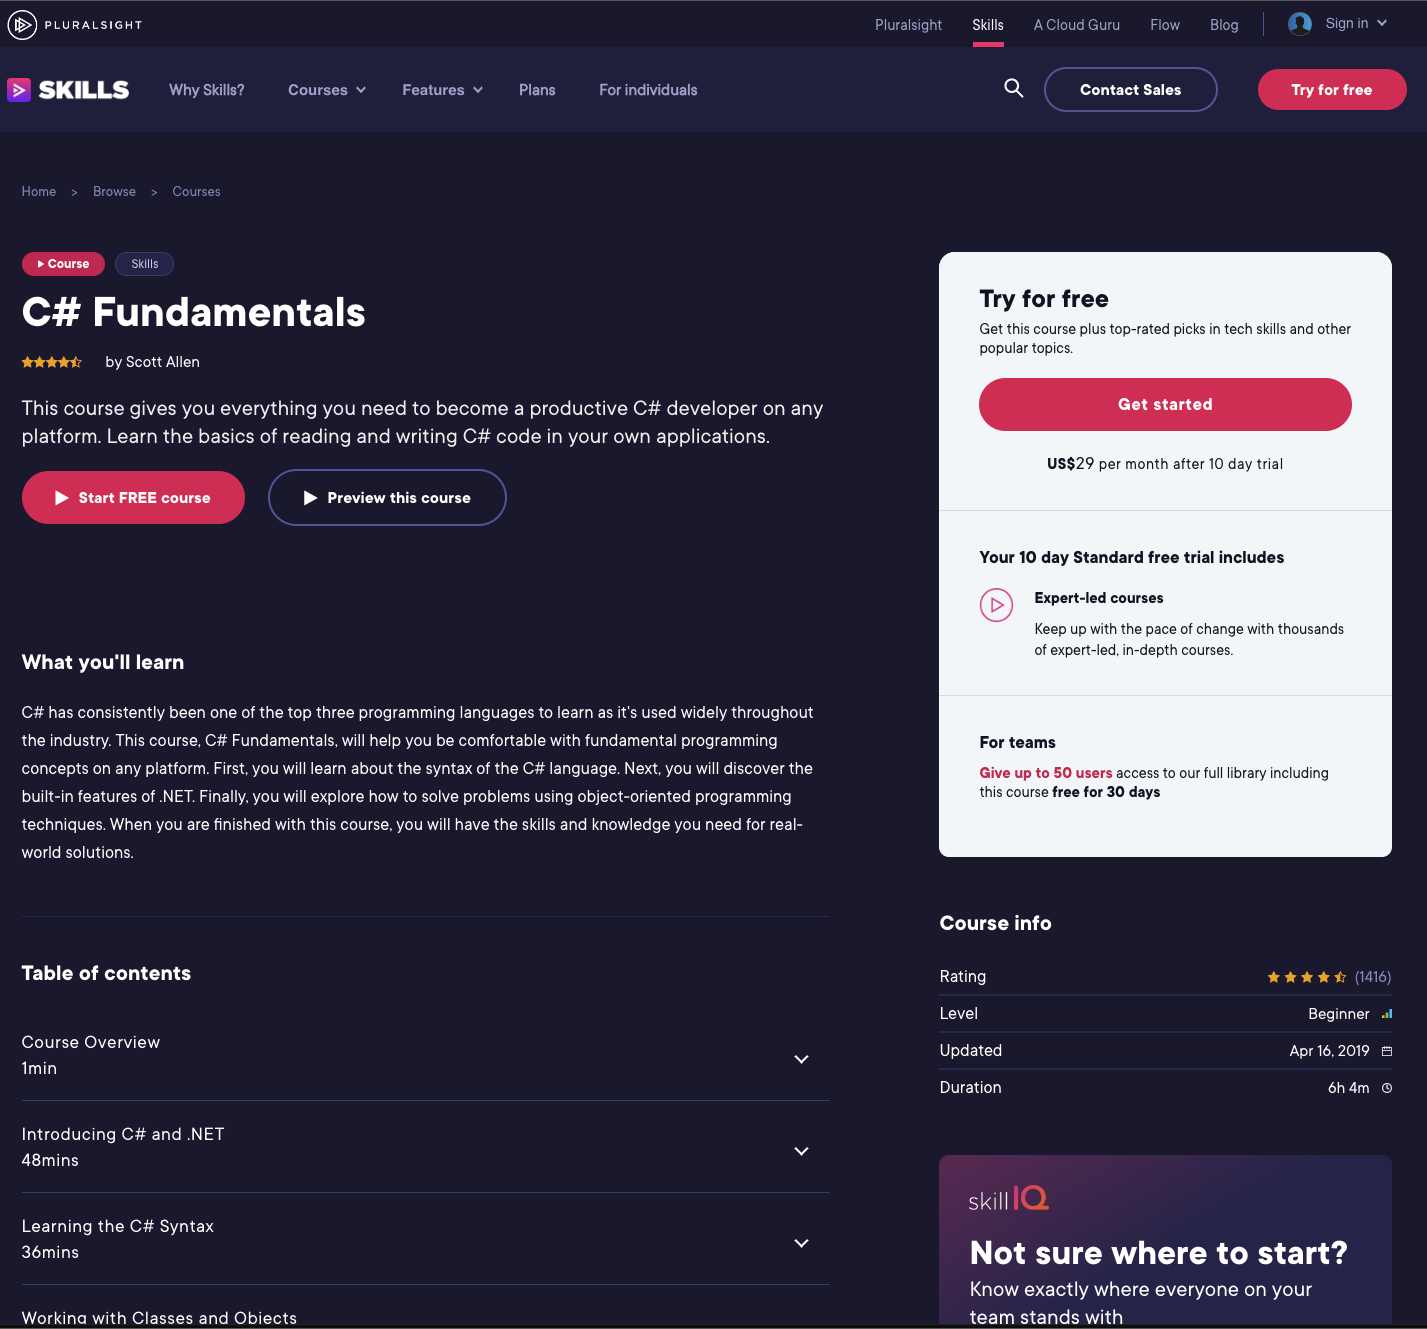 PLURALSIGHT
Pluralsight
Skills
A Cloud Guru
Flow
Blog
Sign in
SKILLS
Why Skills?
Courses
Features
Plans
For individuals
Contact Sales
Try for free
Home > Browse > Courses
Course
Skills
C# Fundamentals
by Scott Allen
This course gives you everything you need to become a productive C# developer on any
platform. Learn the basics of reading and writing C# code in your own applications.
Start FREE course
Preview this course
What you'll learn
C# has consistently been one of the top three programming languages to learn as it's used widely throughout
the industry. This course, C# Fundamentals, will help you be comfortable with fundamental programming
concepts on any platform. First, you will learn about the syntax of the C# language. Next, you will discover the
built-in features of .NET. Finally, you will explore how to solve problems using object-oriented programming
techniques. When you are finished with this course, you will have the skills and knowledge you need for real-
world solutions.
Table of contents
Course Overview
1min
Introducing C# and .NET
48mins
Learning the C# Syntax
36mins
Working with Classes and Objects
Try for free
Get this course plus top-rated picks in tech skills and other
popular topics.
Get started
US$29 per month after 10 day trial
Your 10 day Standard free trial includes
Expert-led courses
Keep up with the pace of change with thousands
of expert-led, in-depth courses.
For teams
Give up to 50 users access to our full library including
this course free for 30 days
Course info
Rating (1416)
Level Beginner
Updated Apr 16, 2019
Duration 6h 4m
skill IQ
Not sure where to start?
Know exactly where everyone on your
team stands with